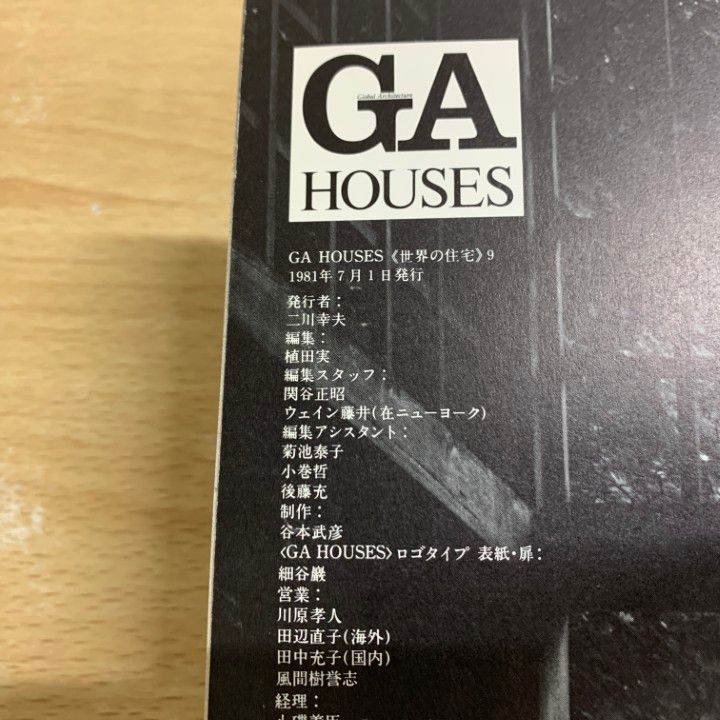 GA
Global Architecture
HOUSES
GA HOUSES《世界の住宅》9
1981年7月1日発行
発行者：
二川幸夫
編集：
植田実
編集スタッフ：
関谷正昭
ウェイン藤井(在ニューヨーク)
編集アシスタント：
菊池泰子
小巻哲
後藤充
制作：
谷本武彦
〈GA HOUSES〉ロゴタイプ 表紙・扉：
細谷巖
営業：
川原孝人
田辺直子(海外)
田中充子(国内)
風間樹誉志
経理：